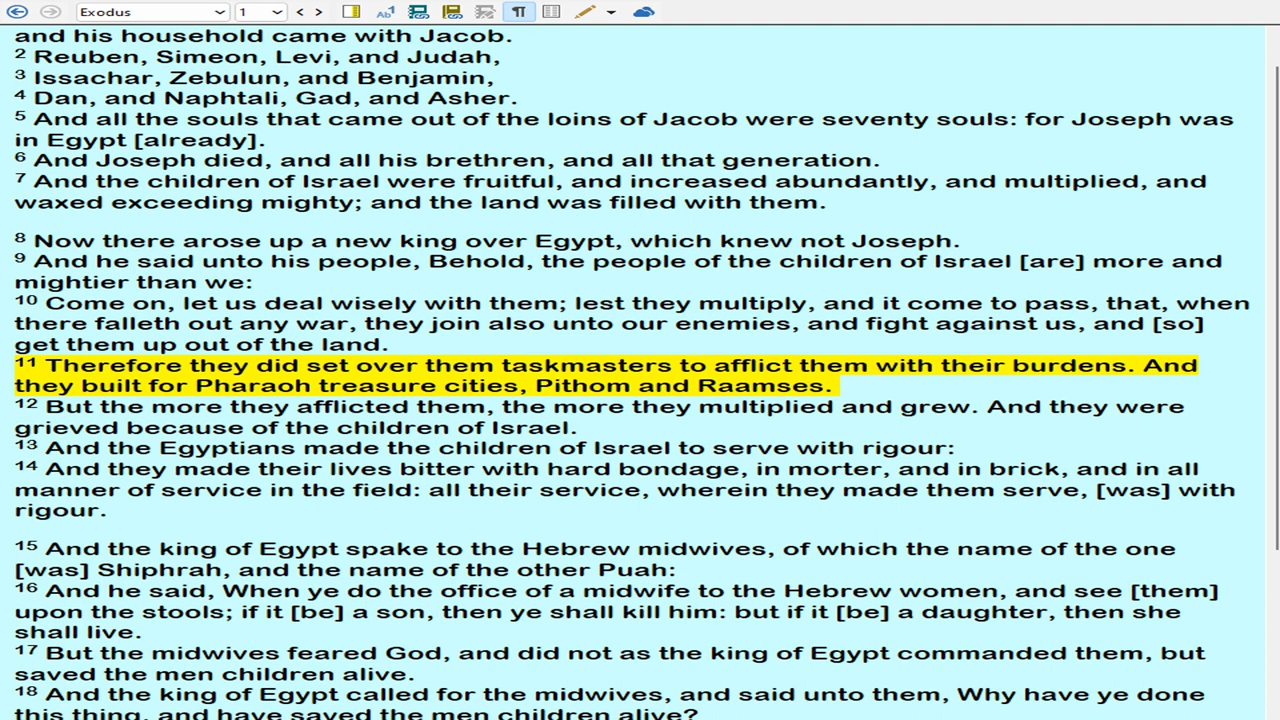 Exodus 1 < >
and his household came with Jacob.
2 Reuben, Simeon, Levi, and Judah,
3 Issachar, Zebulun, and Benjamin,
4 Dan, and Naphtali, Gad, and Asher.
5 And all the souls that came out of the loins of Jacob were seventy souls: for Joseph was
in Egypt [already].
6 And Joseph died, and all his brethren, and all that generation.
7 And the children of Israel were fruitful, and increased abundantly, and multiplied, and
waxed exceeding mighty; and the land was filled with them.
8 Now there arose up a new king over Egypt, which knew not Joseph.
9 And he said unto his people, Behold, the people of the children of Israel [are] more and
mightier than we:
10 Come on, let us deal wisely with them; lest they multiply, and it come to pass, that, when
there falleth out any war, they join also unto our enemies, and fight against us, and [so]
get them up out of the land.
11 Therefore they did set over them taskmasters to afflict them with their burdens. And
they built for Pharaoh treasure cities, Pithom and Raamses.
12 But the more they afflicted them, the more they multiplied and grew. And they were
grieved because of the children of Israel.
13 And the Egyptians made the children of Israel to serve with rigour:
14 And they made their lives bitter with hard bondage, in morter, and in brick, and in all
manner of service in the field: all their service, wherein they made them serve, [was] with
rigour.
15 And the king of Egypt spake to the Hebrew midwives, of which the name of the one
[was] Shiphrah, and the name of the other Puah:
16 And he said, When ye do the office of a midwife to the Hebrew women, and see [them]
upon the stools; if it [be] a son, then ye shall kill him: but if it [be] a daughter, then she
shall live.
17 But the midwives feared God, and did not as the king of Egypt commanded them, but
saved the men children alive.
18 And the king of Egypt called for the midwives, and said unto them, Why have ye done
this thing, and have saved the men children alive?